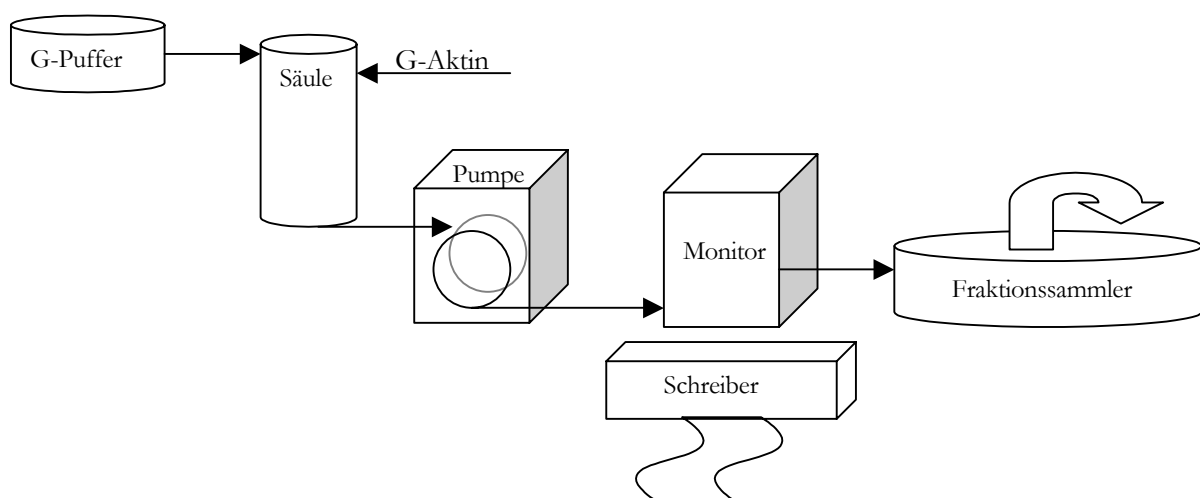 G-Puffer
Säule
G-Aktin
Pumpe
Monitor
Fraktionssammler
Schreiber